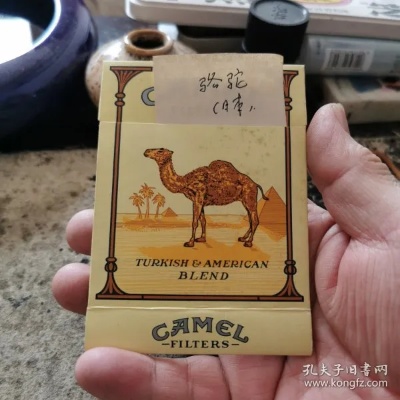 骆驼
(日本).
TURKISH & AMERICAN
BLEND
CAMEL
-FILTERS-
孔夫子旧书网
www.kongfz.com